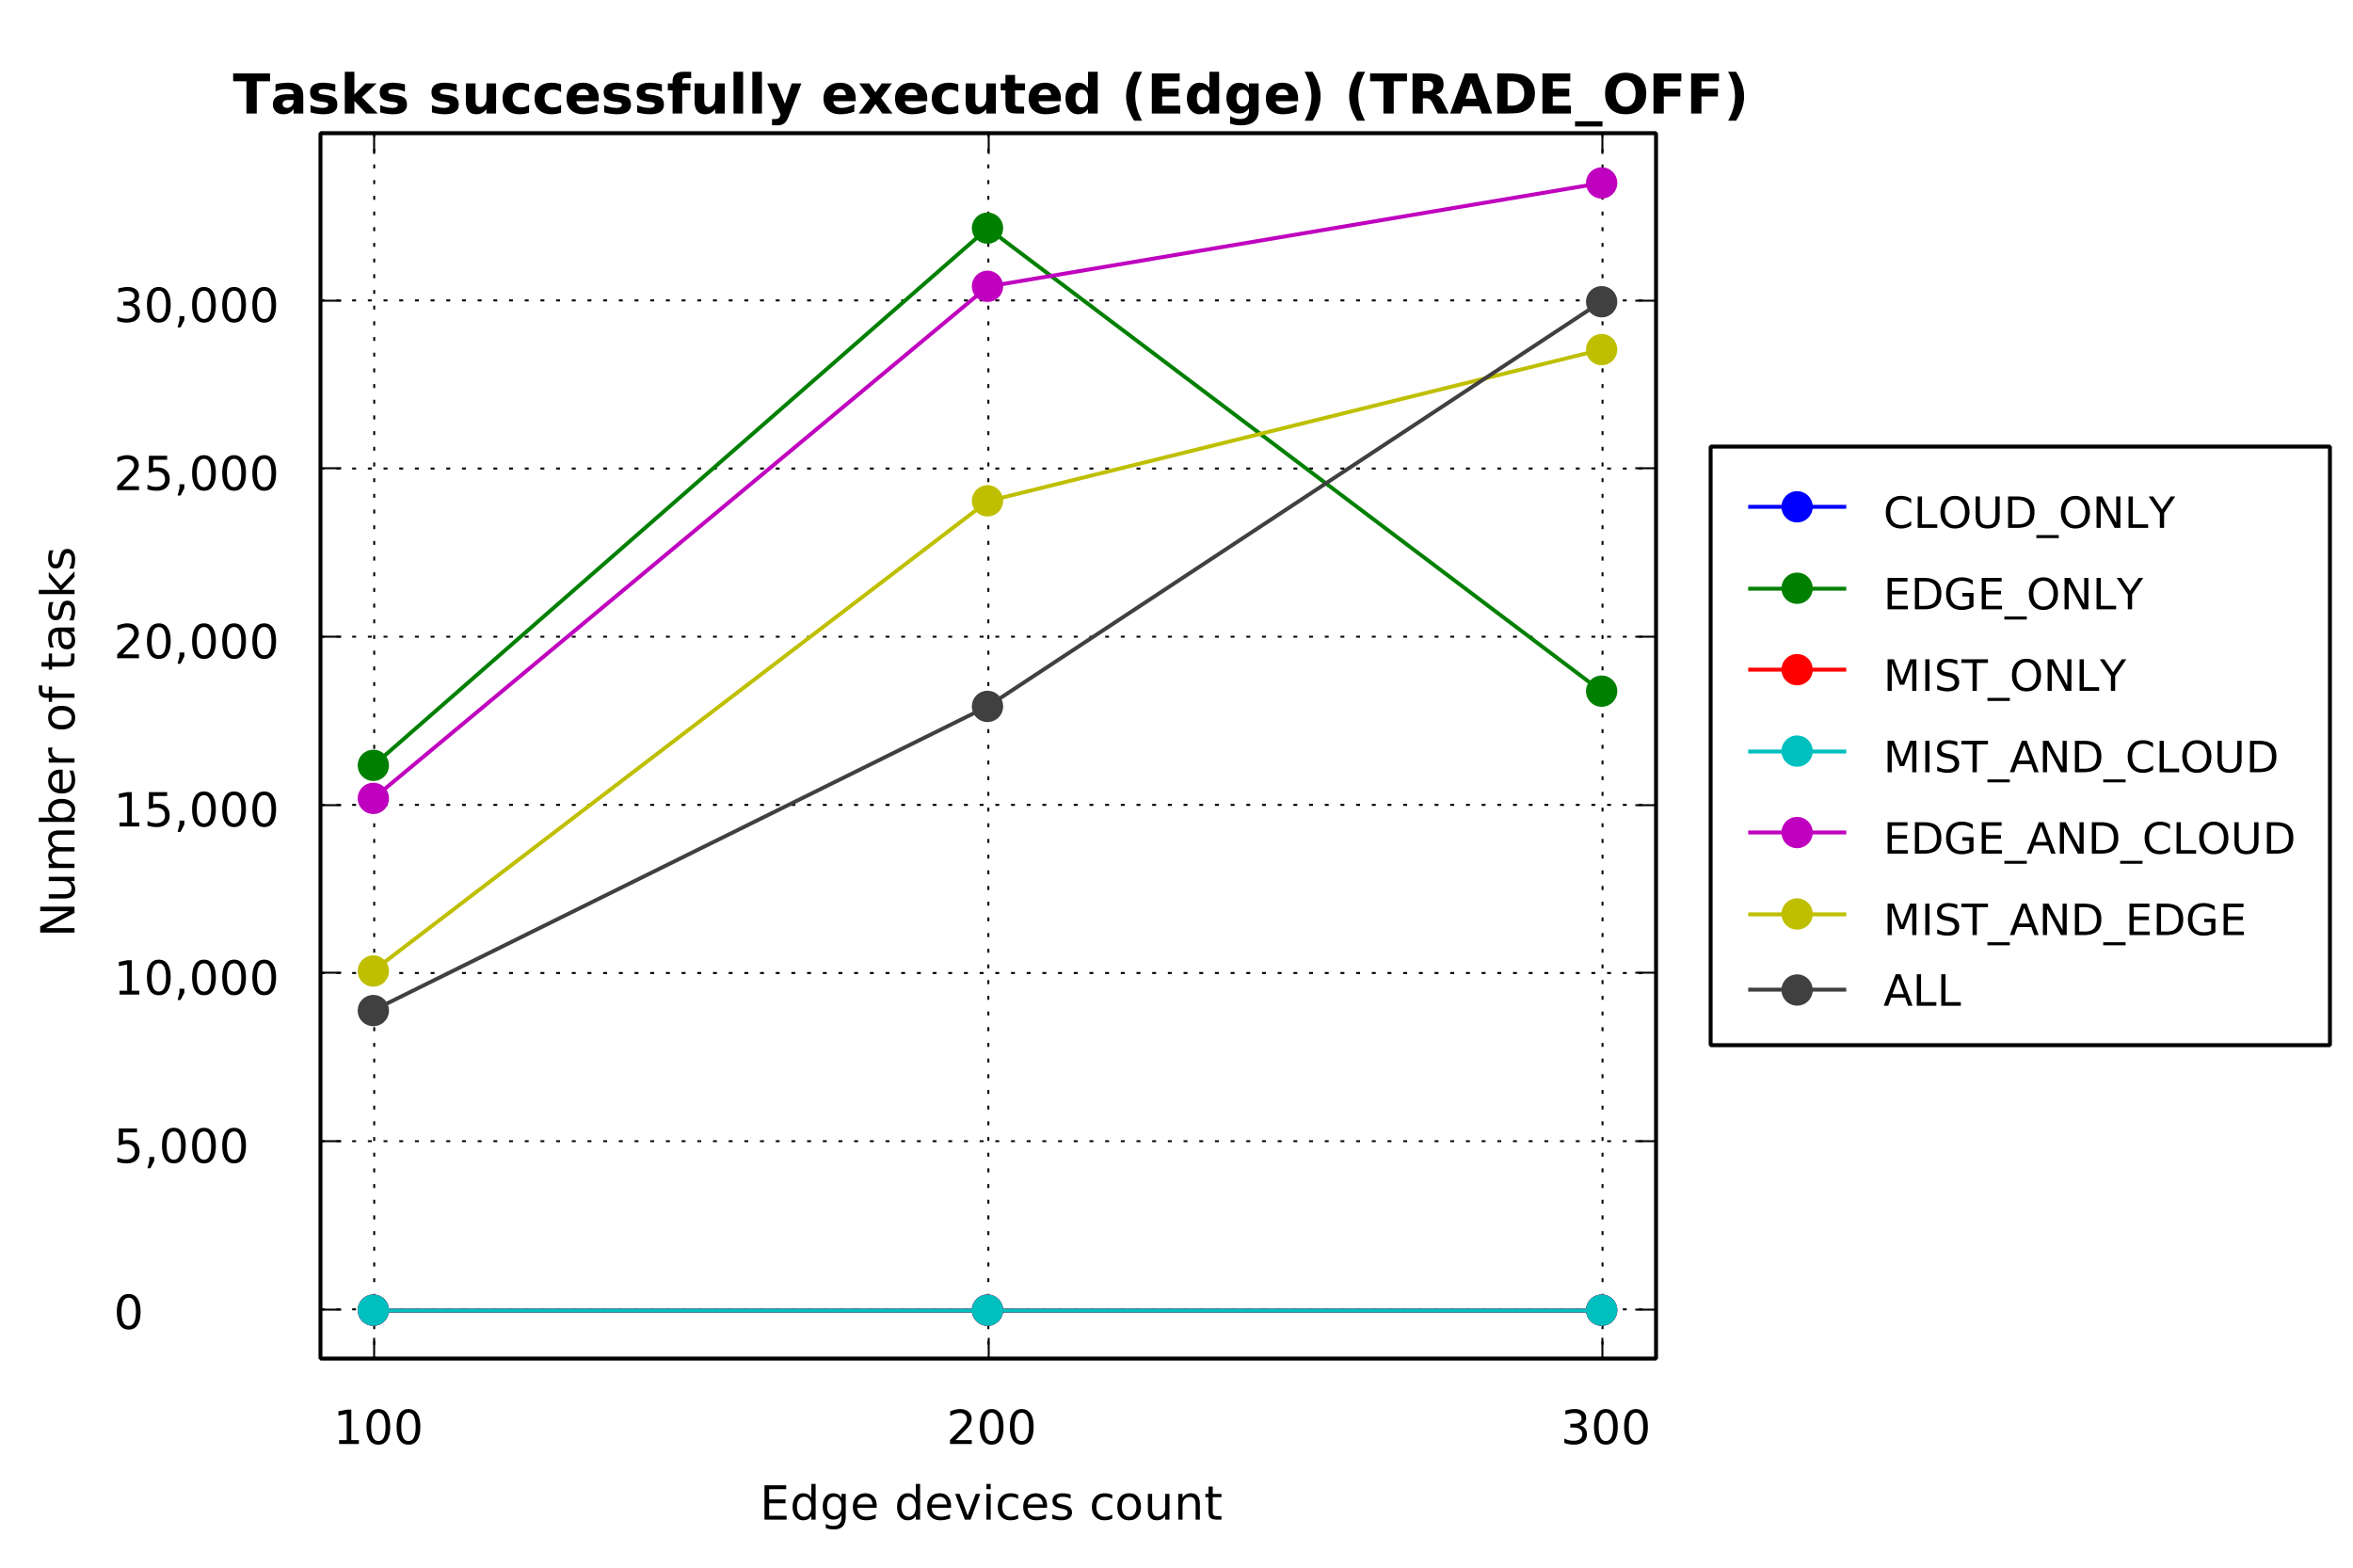 Tasks successfully executed (Edge) (TRADE_OFF)
30,000
25,000
20,000
15,000
10,000
5,000
0
Number of tasks
100 200 300
Edge devices count
CLOUD_ONLY
EDGE_ONLY
MIST_ONLY
MIST_AND_CLOUD
EDGE_AND_CLOUD
MIST_AND_EDGE
ALL